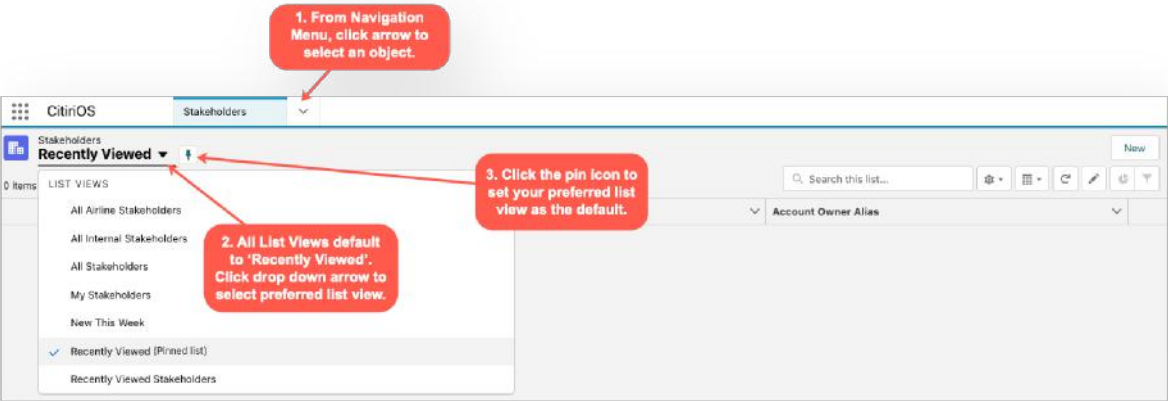 1. From Navigation
Menu, click arrow to
select an object.
CitiriOS
Stakeholders
Stakeholders
Recently Viewed
New
0 items
Search this list...
LIST VIEWS
Account Owner Alias
All Airline Stakeholders
All Internal Stakeholders
All Stakeholders
My Stakeholders
New This Week
Recently Viewed (Pinned list)
Recently Viewed Stakeholders
3. Click the pin icon to
set your preferred list
view as the default.
2. All List Views default
to ‘Recently Viewed’.
Click drop down arrow to
select preferred list view.